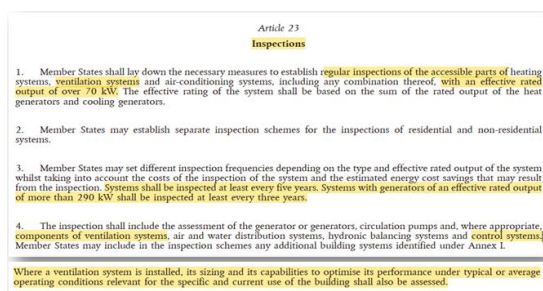 Article 23
Inspections
1. Member States shall lay down the necessary measures to establish regular inspections of the accessible parts of heating
systems, ventilation systems and air-conditioning systems, including any combination thereof, with an effective rated
output of over 70 kW. The effective rating of the system shall be based on the sum of the rated output of the heat
generators and cooling generators.
2. Member States may establish separate inspection schemes for the inspections of residential and non-residential
systems.
3. Member States may set different inspection frequencies depending on the type and effective rated output of the system
whilst taking into account the costs of the inspection of the system and the estimated energy cost savings that may result
from the inspection. Systems shall be inspected at least every five years. Systems with generators of an effective rated output
of more than 290 kW shall be inspected at least every three years.
4. The inspection shall include the assessment of the generator or generators, circulation pumps and, where appropriate,
components of ventilation systems, air and water distribution systems, hydronic balancing systems and control systems.
Member States may include in the inspection schemes any additional building systems identified under Annex I.
Where a ventilation system is installed, its sizing and its capabilities to optimise its performance under typical or average
operating conditions relevant for the specific and current use of the building shall also be assessed.